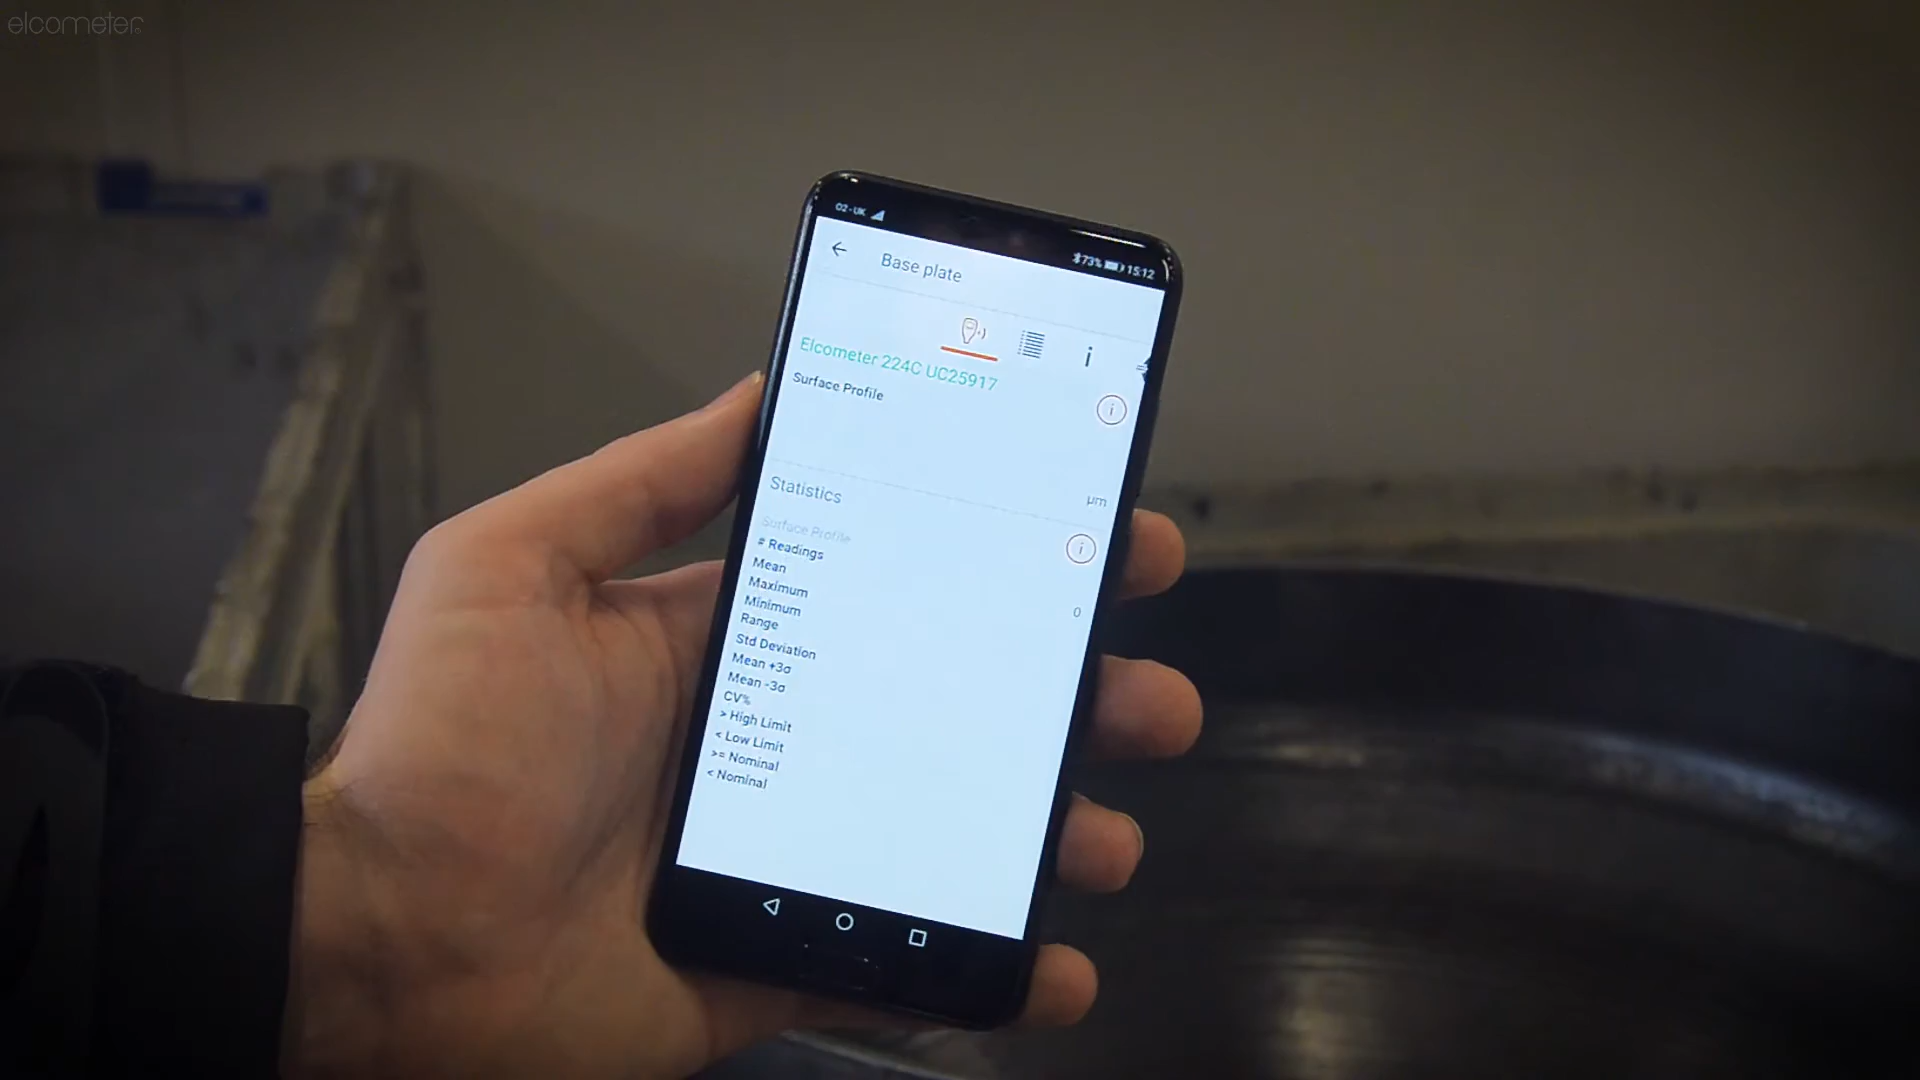 elcometer
O2-UK
73% 15:12
Base plate
Elcometer 224C UC25917
Surface Profile
µm
Statistics
Surface Profile
# Readings
0
Mean
Maximum
Minimum
Range
Std Deviation
Mean +3σ
Mean -3σ
CV%
> High Limit
< Low Limit
>= Nominal
< Nominal